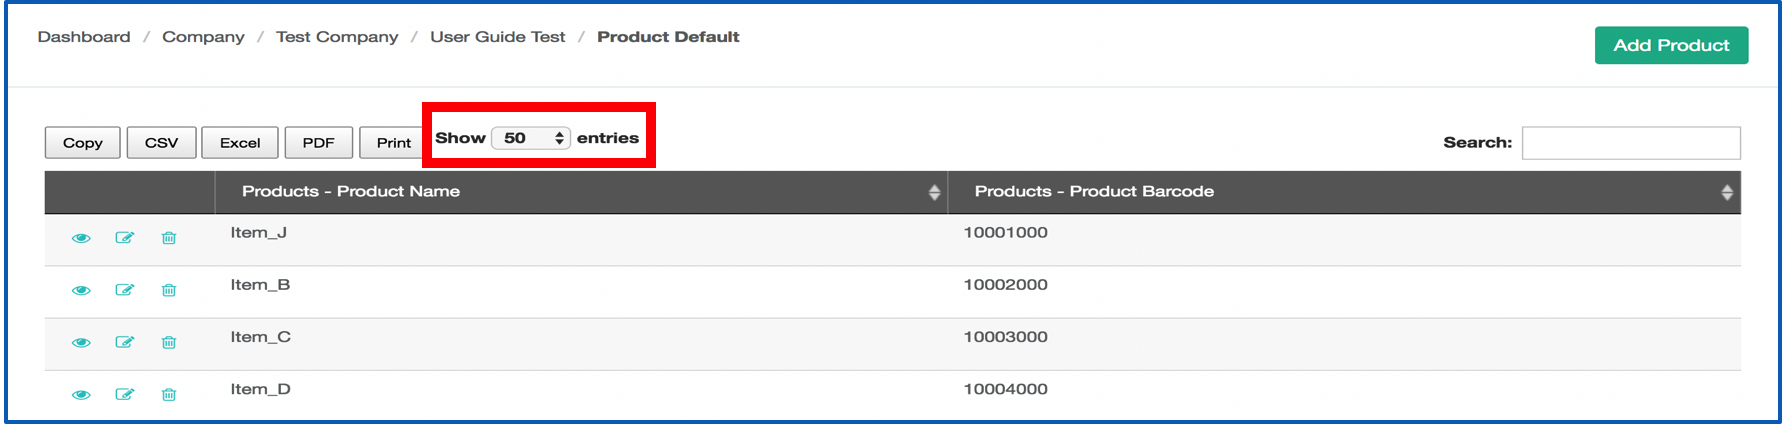 Dashboard / Company / Test Company / User Guide Test / Product Default
Add Product
Copy CSV Excel PDF Print Show 50 entries Search:
Products - Product Name Products - Product Barcode
Item_J 10001000
Item_B 10002000
Item_C 10003000
Item_D 10004000